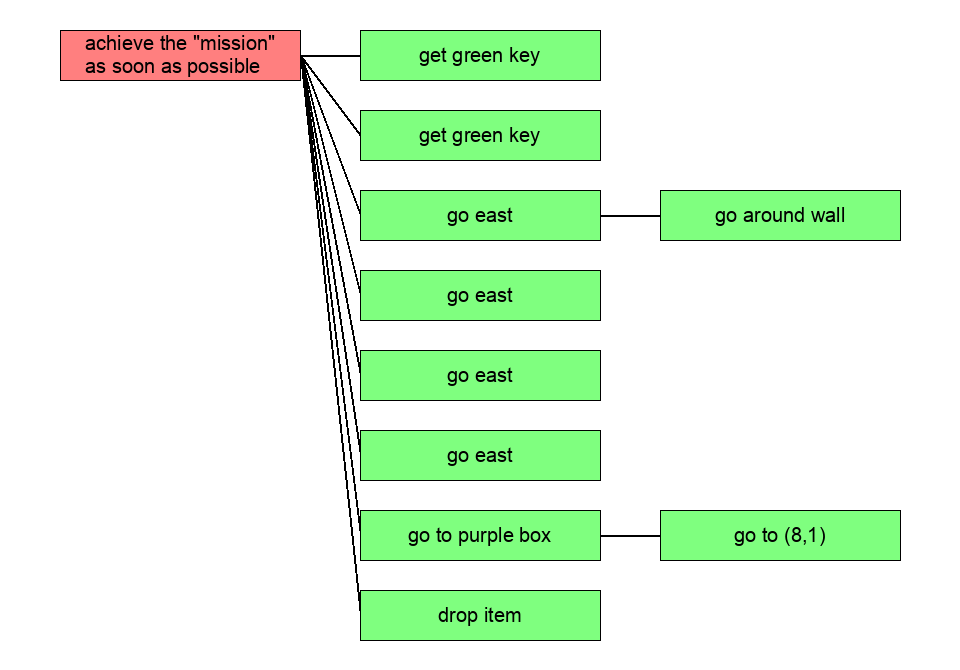 achieve the "mission"
as soon as possible
get green key
get green key
go east
go around wall
go east
go east
go east
go to purple box
go to (8,1)
drop item